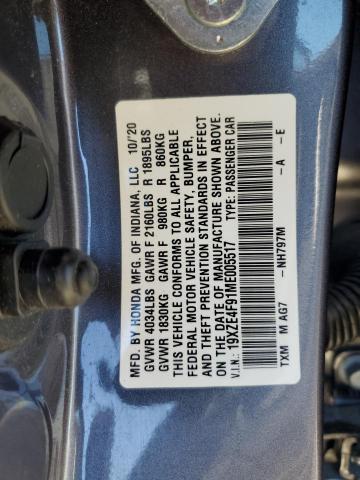 MFD. BY HONDA MFG. OF INDIANA, LLC 10/'20
GVWR 4034LBS GAWR F 2160LBS R 1895LBS
GVWR 1830KG GAWR F 980KG R 860KG
THIS VEHICLE CONFORMS TO ALL APPLICABLE
FEDERAL MOTOR VEHICLE SAFETY, BUMPER,
AND THEFT PREVENTION STANDARDS IN EFFECT
ON THE DATE OF MANUFACTURE SHOWN ABOVE.
V.I.N.: 19XZE4F91ME005517 TYPE: PASSENGER CAR
TXM M AG7 -NH797M -A -E